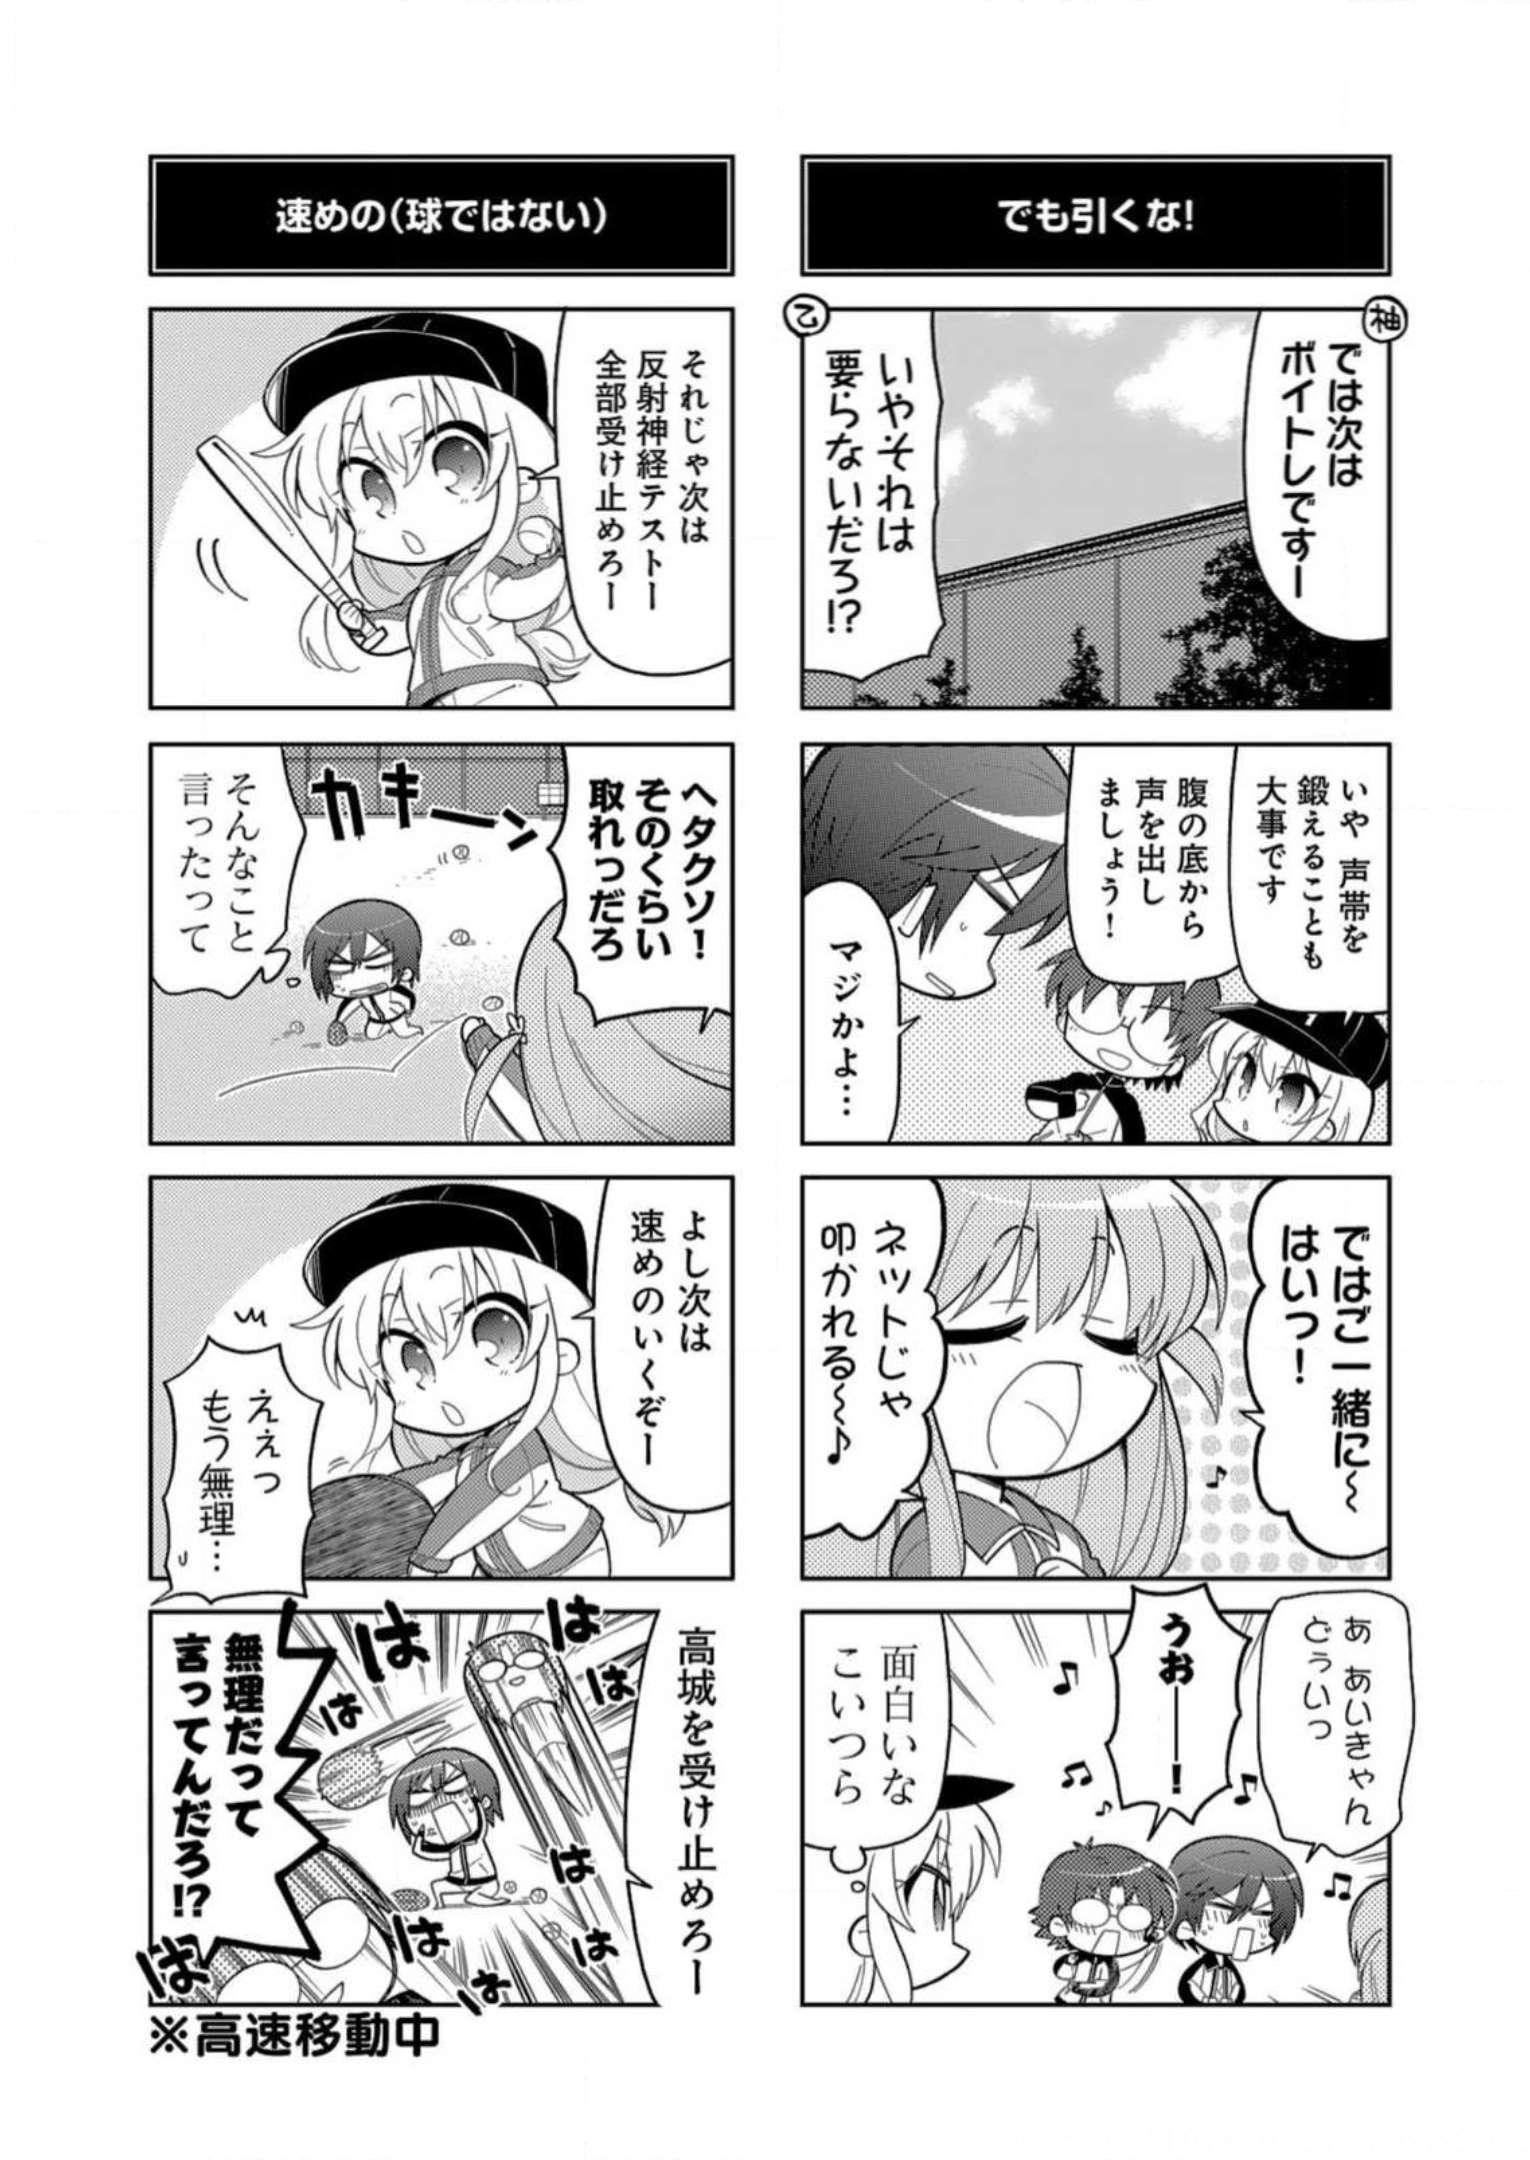 でも引くな!
柚
では次は
ボイトレですー
乙
いやそれは
要らないだろ!?
いや 声帯を
鍛えることも
大事です
腹の底から
声を出し
ましょう!
マジかよ…
ではご一緒に〜
はいっ!
ネットじゃ
叩かれる〜♪
あ あいきゃん
どぅいっ
うお——!
面白いな
こいつら
速めの(球ではない)
それじゃ次は
反射神経テストー
全部受け止めろー
ヘタクソ!
そのくらい
取れっだろ
カキーン
そんなこと
言ったって
よし次は
速めのいくぞー
ええっ
もう無理…
高城を受け止めろー
は
は
は
は
は
は
は
は
は
無理だって
言ってんだろ!?
※高速移動中